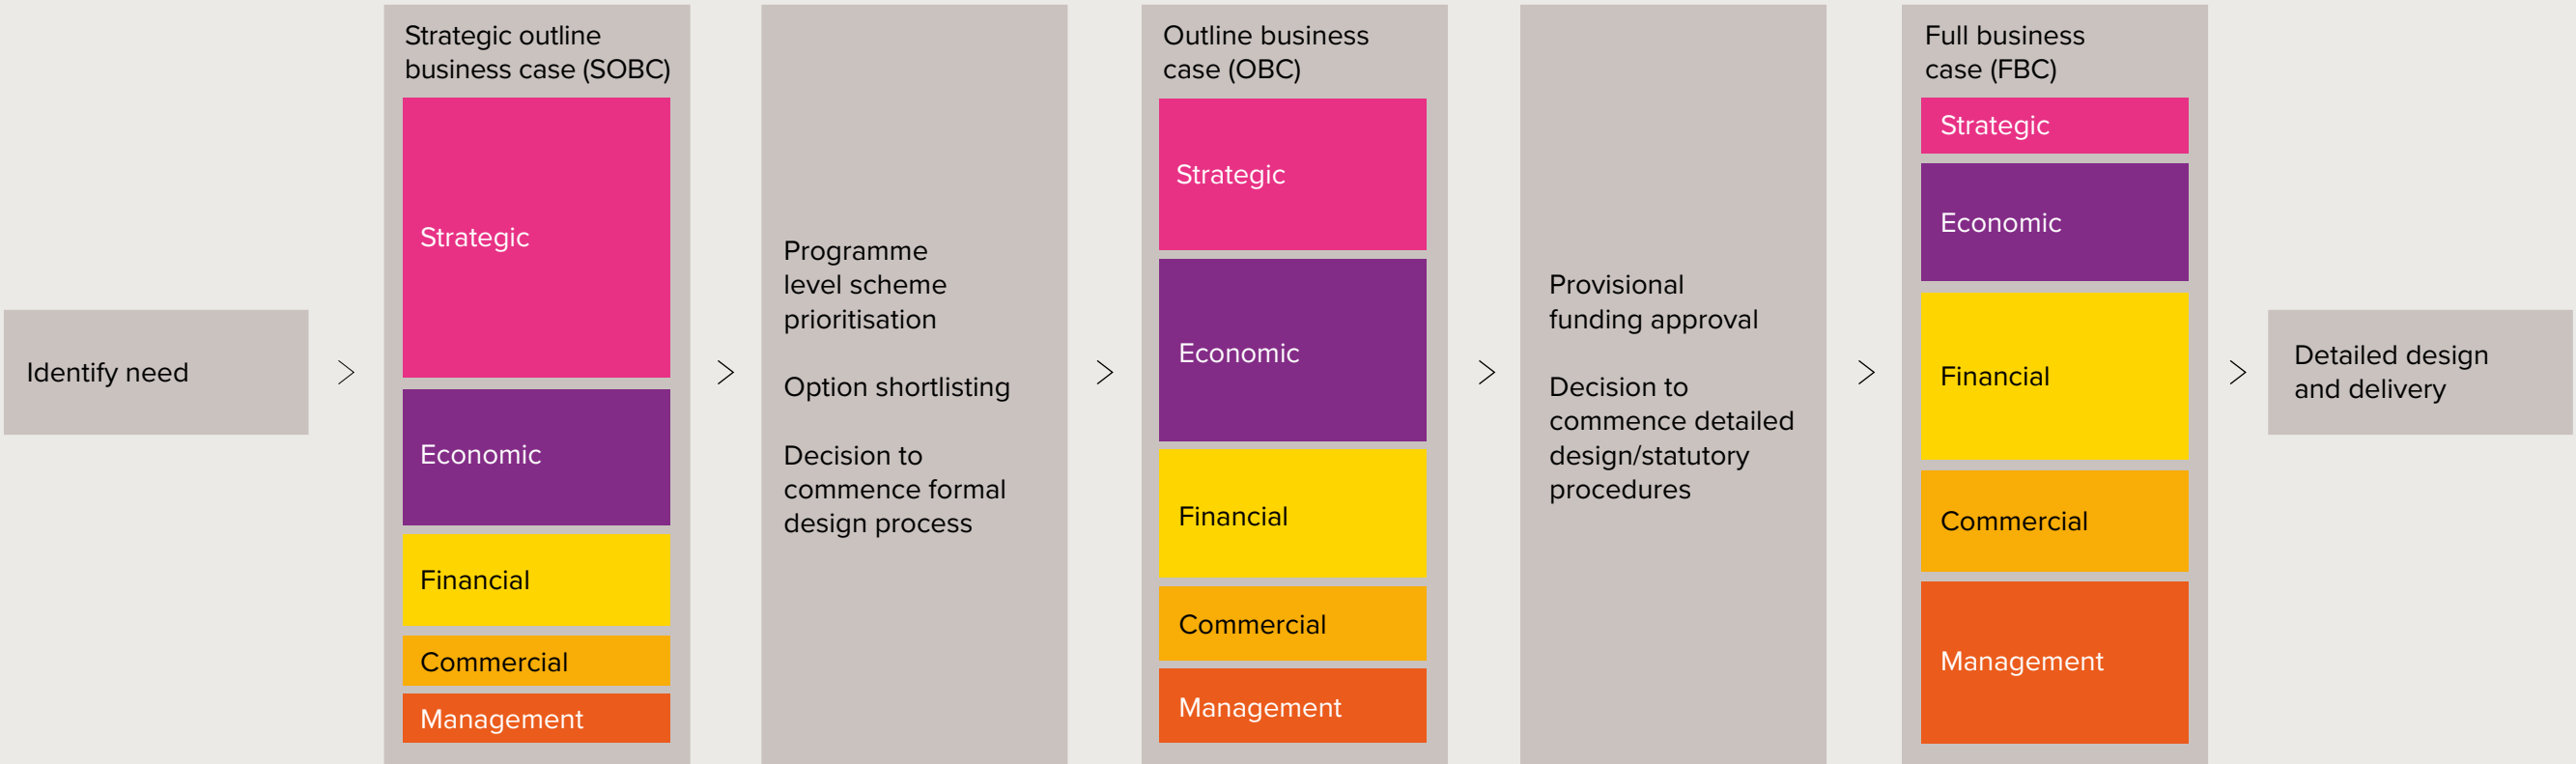 Identify need
>
Strategic outline
business case (SOBC)
Strategic
Economic
Financial
Commercial
Management
>
Programme
level scheme
prioritisation
Option shortlisting
Decision to
commence formal
design process
>
Outline business
case (OBC)
Strategic
Economic
Financial
Commercial
Management
>
Provisional
funding approval
Decision to
commence detailed
design/statutory
procedures
>
Full business
case (FBC)
Strategic
Economic
Financial
Commercial
Management
>
Detailed design
and delivery